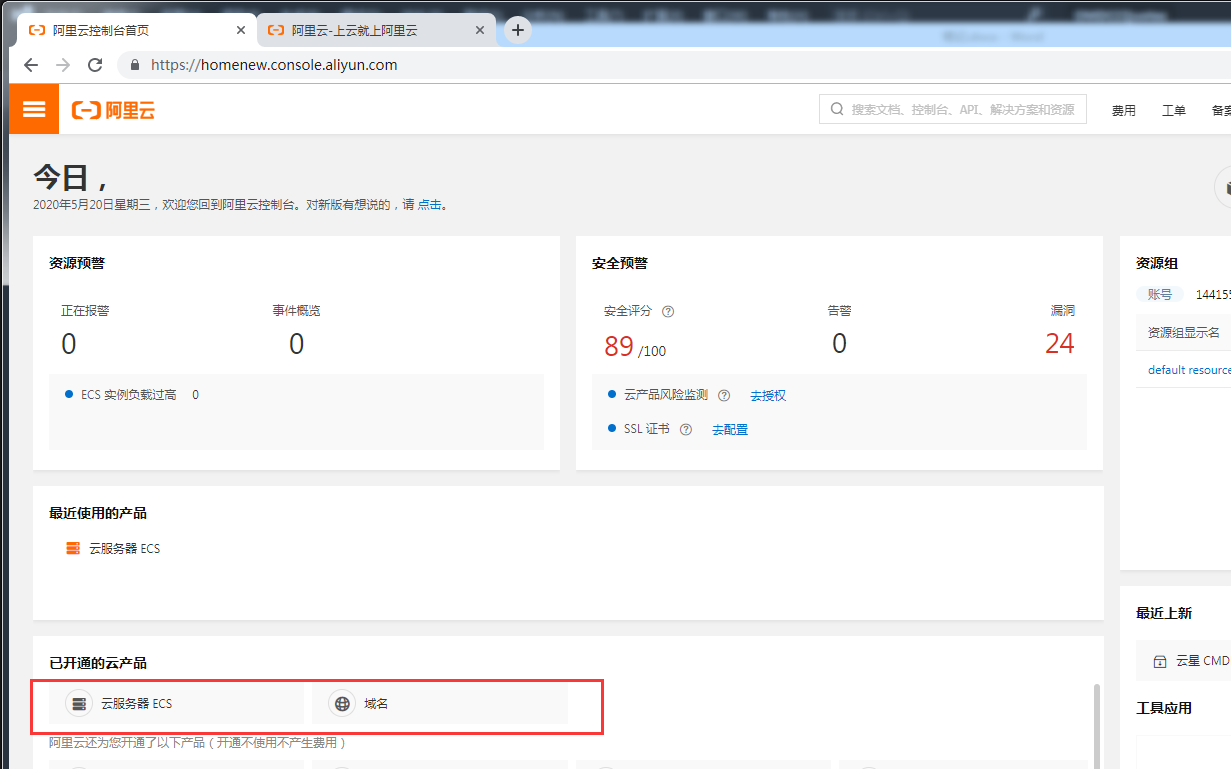 阿里云控制台首页
阿里云-上云就上阿里云
https://homenew.console.aliyun.com
阿里云
搜索文档、控制台、API、解决方案和资源
费用
工单
备案
今日，
2020年5月20日星期三，欢迎您回到阿里云控制台。对新版有想说的，请 点击。
资源预警
正在报警
事件概览
0
0
ECS 实例负载过高 0
安全预警
安全评分
告警
漏洞
89 /100
0
24
云产品风险监测 去授权
SSL 证书 去配置
资源组
账号 14415
资源组显示名
default resource
最近使用的产品
云服务器 ECS
已开通的云产品
云服务器 ECS
域名
阿里云还为您开通了以下产品（开通不使用不产生费用）
最近上新
云星 CMD
工具应用